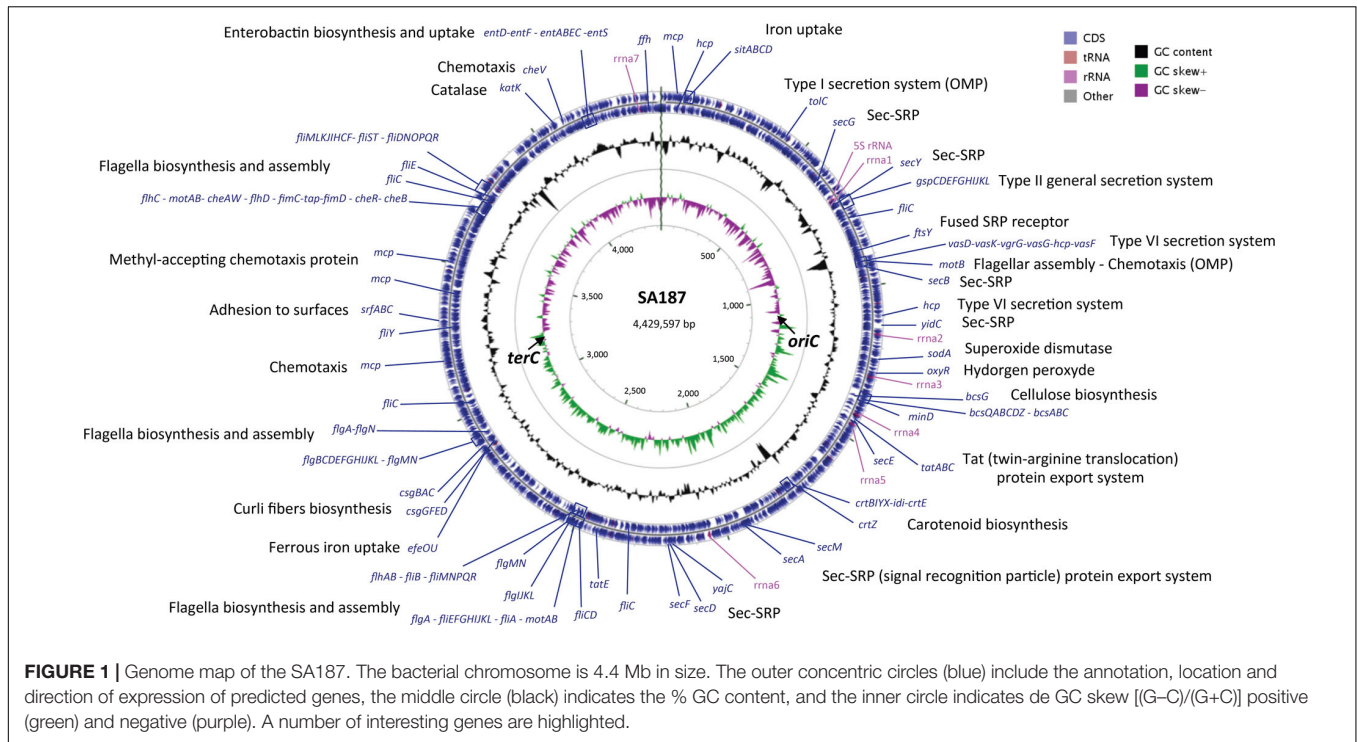 Enterobactin biosynthesis and uptake entD-entF - entABEC -entS
Chemotaxis cheV
Catalase katK
rrna7
ffh
mcp
hcp
Iron uptake
sitABCD
Type I secretion system (OMP)
tolC
secG Sec-SRP
5S rRNA
rrna1
secY Sec-SRP
gspCDEFGHIJKL Type II general secretion system
fliC
ftsY Fused SRP receptor
vasD-vasK-vgrG-vasG-hcp-vasF Type VI secretion system
motB Flagellar assembly - Chemotaxis (OMP)
secB Sec-SRP
hcp Type VI secretion system
yidC Sec-SRP
rrna2
sodA Superoxide dismutase
oxyR Hydorgen peroxyde
rrna3
bcsG Cellulose biosynthesis
bcsQABCDZ - bcsABC
minD
rrna4
secE
tatABC
rrna5
Tat (twin-arginine translocation)
protein export system
crtBIYX-idi-crtE
crtZ Carotenoid biosynthesis
secM
secA
Sec-SRP (signal recognition particle) protein export system
rrna6
yajC
Sec-SRP
secD
secF
fliC
tatE
fliCD
flgA - fliEFGHIJKL - fliA - motAB
Flagella biosynthesis and assembly
flgIJKL
flgMN
flhAB - fliB - fliMNPQR
Ferrous iron uptake efeOU
Curli fibers biosynthesis csgGFED
csgBAC
flgBCDEFGHIJKL - flgMN
Flagella biosynthesis and assembly flgA-flgN
fliC
Chemotaxis mcp
fliY
Adhesion to surfaces srfABC
mcp
Methyl-accepting chemotaxis protein mcp
flhC - motAB- cheAW - flhD - fimC-tap-fimD - cheR- cheB
fliC
Flagella biosynthesis and assembly fliE
fliMLKJIHCF- fliST - fliDNOPQR
CDS
tRNA
rRNA
Other
GC content
GC skew+
GC skew−
SA187
4,429,597 bp
oriC
terC
500
1,000
1,500
2,000
2,500
3,000
3,500
4,000
FIGURE 1 | Genome map of the SA187. The bacterial chromosome is 4.4 Mb in size. The outer concentric circles (blue) include the annotation, location and
direction of expression of predicted genes, the middle circle (black) indicates the % GC content, and the inner circle indicates de GC skew [(G–C)/(G+C)] positive
(green) and negative (purple). A number of interesting genes are highlighted.